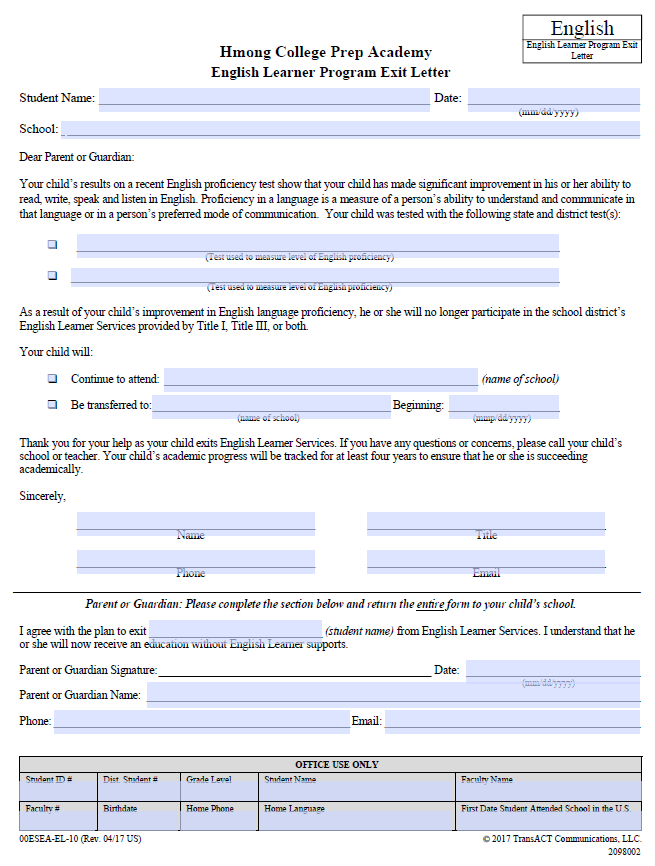 English
English Learner Program Exit
Letter
Hmong College Prep Academy
English Learner Program Exit Letter
Student Name: Date:
(mm/dd/yyyy)
School:
Dear Parent or Guardian:
Your child's results on a recent English proficiency test show that your child has made significant improvement in his or her ability to
read, write, speak and listen in English. Proficiency in a language is a measure of a person's ability to understand and communicate in
that language or in a person's preferred mode of communication. Your child was tested with the following state and district test(s):
❑
(Test used to measure level of English proficiency)
❑
(Test used to measure level of English proficiency)
As a result of your child's improvement in English language proficiency, he or she will no longer participate in the school district's
English Learner Services provided by Title I, Title III, or both.
Your child will:
❑ Continue to attend: (name of school)
❑ Be transferred to: Beginning:
(name of school) (mmp/dd/yyyy)
Thank you for your help as your child exits English Learner Services. If you have any questions or concerns, please call your child's
school or teacher. Your child's academic progress will be tracked for at least four years to ensure that he or she is succeeding
academically.
Sincerely,
Name Title
Phone Email
Parent or Guardian: Please complete the section below and return the entire form to your child's school.
I agree with the plan to exit (student name) from English Learner Services. I understand that he
or she will now receive an education without English Learner supports.
Parent or Guardian Signature: Date:
(mm/dd/yyyy)
Parent or Guardian Name:
Phone: Email:
OFFICE USE ONLY
Student ID # Dist. Student # Grade Level Student Name Faculty Name
Faculty # Birthdate Home Phone Home Language First Date Student Attended School in the U.S.
00ESEA-EL-10 (Rev. 04/17 US) © 2017 TransACT Communications, LLC.
2098002